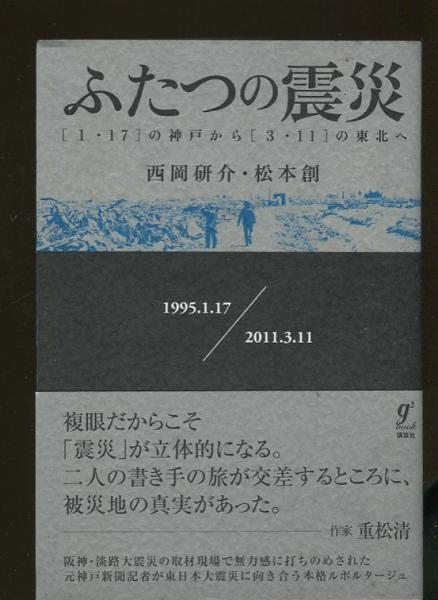 ふたつの震災
[1・17]の神戸から[3・11]の東北へ
西岡研介・松本創
1995.1.17
2011.3.11
g2
book
講談社
複眼だからこそ
「震災」が立体的になる。
二人の書き手の旅が交差するところに、
被災地の真実があった。
作家 重松清
阪神・淡路大震災の取材現場で無力感に打ちのめされた
元神戸新聞記者が東日本大震災に向き合う本格ルポルタージュ